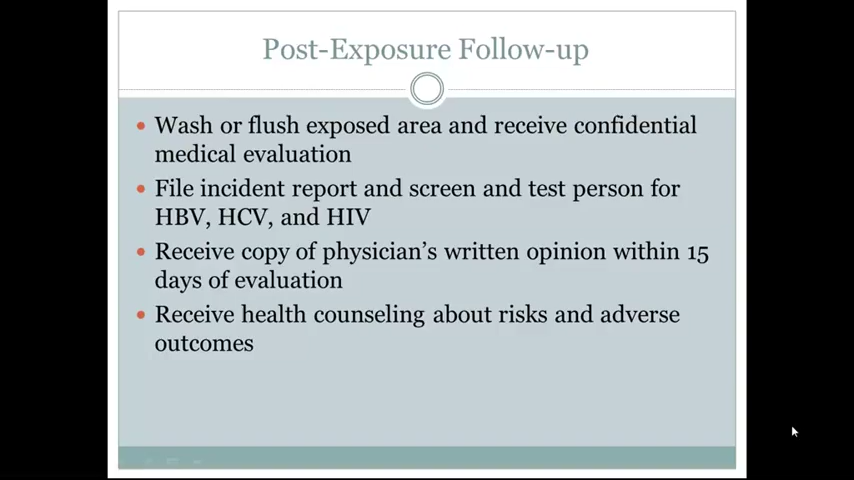 Post-Exposure Follow-up
Wash or flush exposed area and receive confidential
medical evaluation
File incident report and screen and test person for
HBV, HCV, and HIV
Receive copy of physician’s written opinion within 15
days of evaluation
Receive health counseling about risks and adverse
outcomes